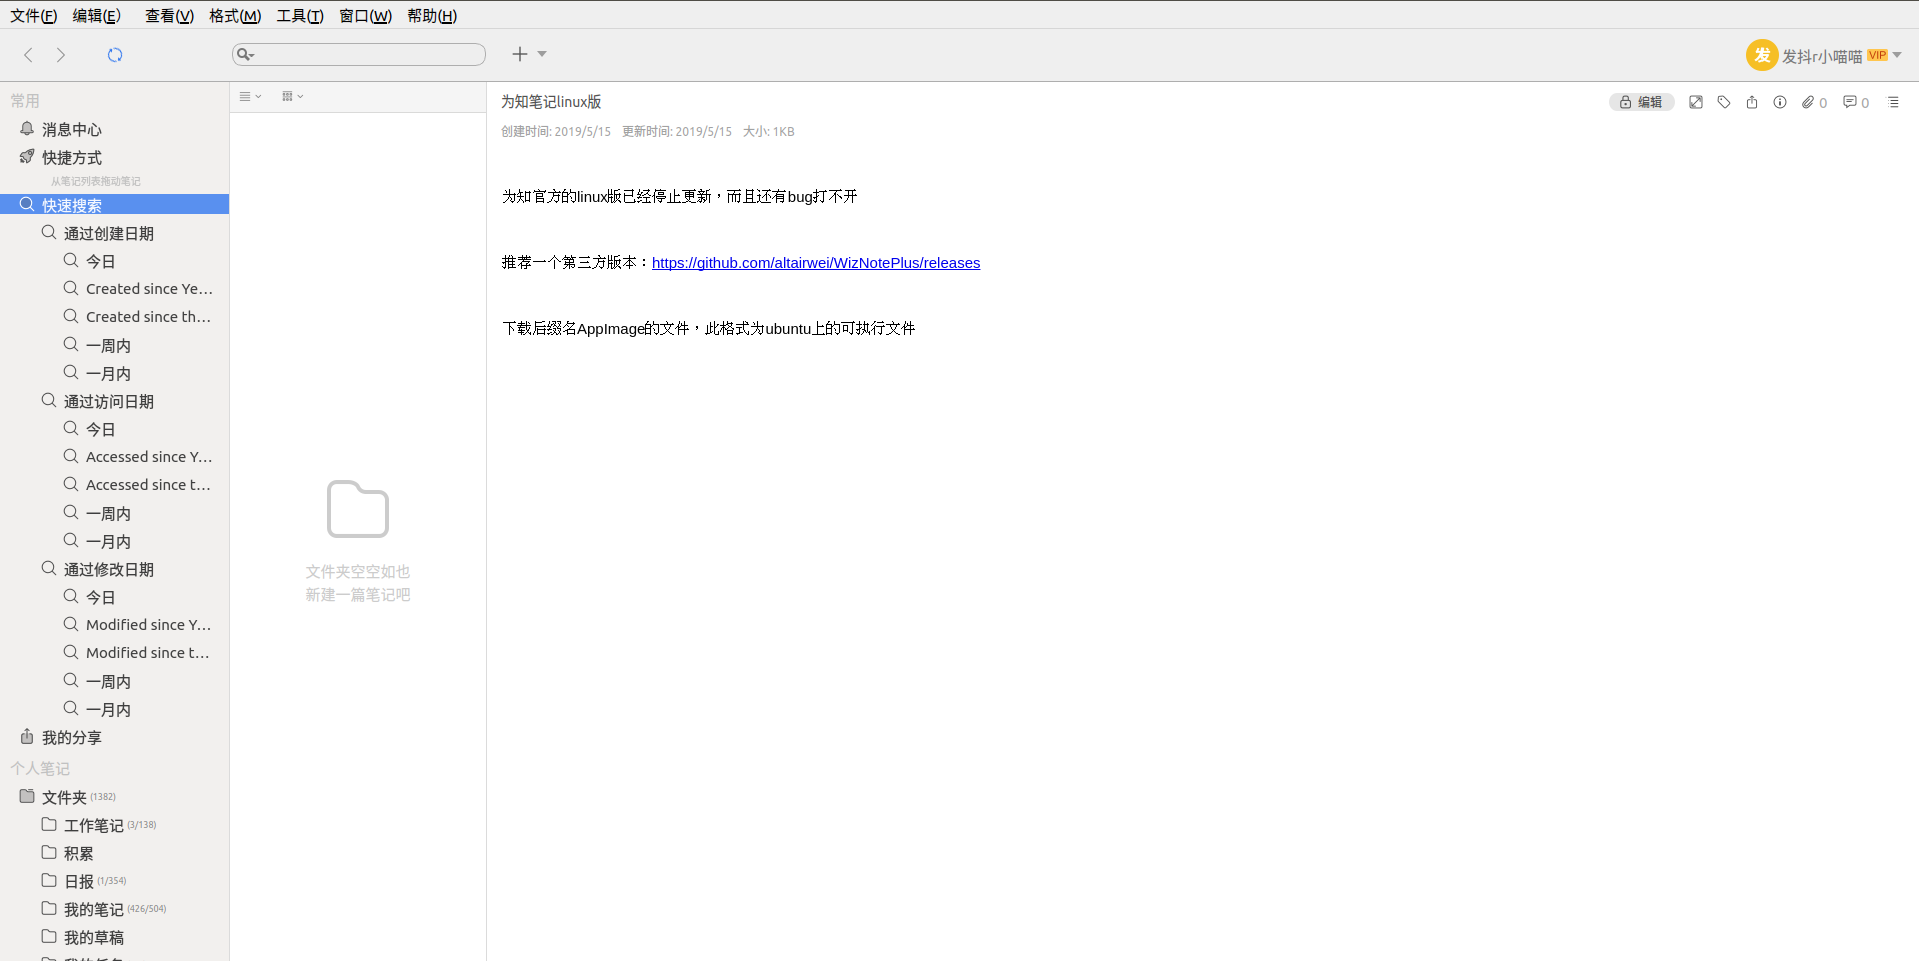 文件(F) 编辑(E) 查看(V) 格式(M) 工具(T) 窗口(W) 帮助(H)
发 发抖r小喵喵 VIP
常用
消息中心
快捷方式
从笔记列表拖动笔记
快速搜索
通过创建日期
今日
Created since Ye...
Created since th...
一周内
一月内
通过访问日期
今日
Accessed since Y...
Accessed since t...
一周内
一月内
通过修改日期
今日
Modified since Y...
Modified since t...
一周内
一月内
我的分享
个人笔记
文件夹 (1382)
工作笔记 (3/138)
积累
日报 (1/354)
我的笔记 (426/504)
我的草稿
文件夹空空如也
新建一篇笔记吧
为知笔记linux版
编辑 0 0
创建时间: 2019/5/15 更新时间: 2019/5/15 大小: 1KB
为知官方的linux版已经停止更新，而且还有bug打不开
推荐一个第三方版本：https://github.com/altairwei/WizNotePlus/releases
下载后缀名AppImage的文件，此格式为ubuntu上的可执行文件